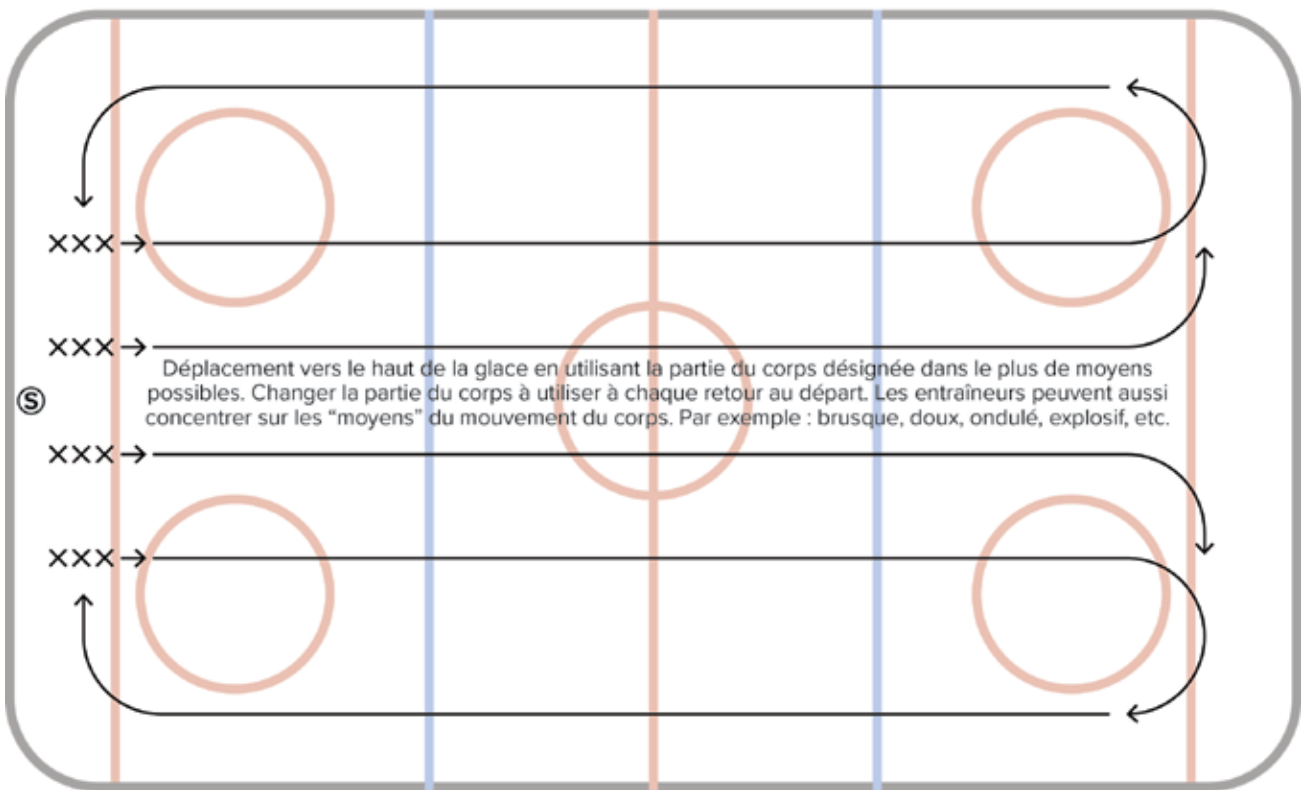 XXX
XXX
Déplacement vers le haut de la glace en utilisant la partie du corps désignée dans le plus de moyens
possibles. Changer la partie du corps à utiliser à chaque retour au départ. Les entraîneurs peuvent aussi
concentrer sur les “moyens” du mouvement du corps. Par exemple : brusque, doux, ondulé, explosif, etc.
S
XXX
XXX